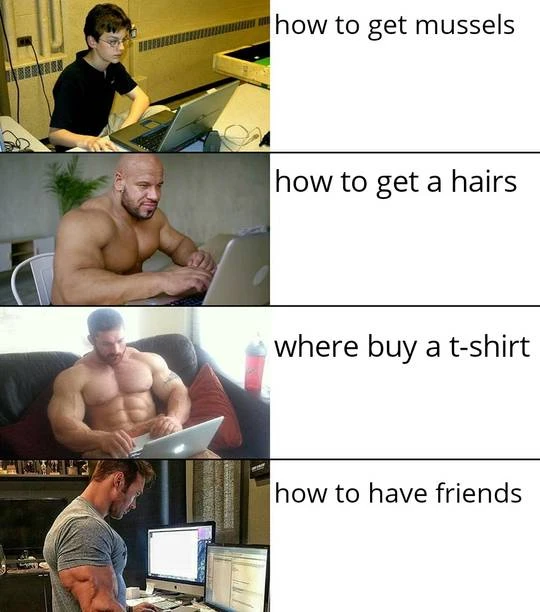 how to get mussels
how to get a hairs
where buy a t-shirt
how to have friends